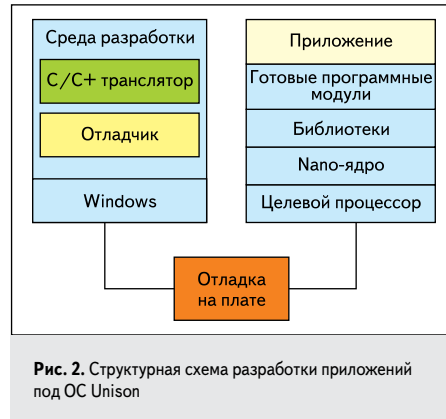 Среда разработки
С/С+ транслятор
Отладчик
Windows
Приложение
Готовые программные
модули
Библиотеки
Nano-ядро
Целевой процессор
Отладка
на плате
Рис. 2. Структурная схема разработки приложений
под ОС Unison